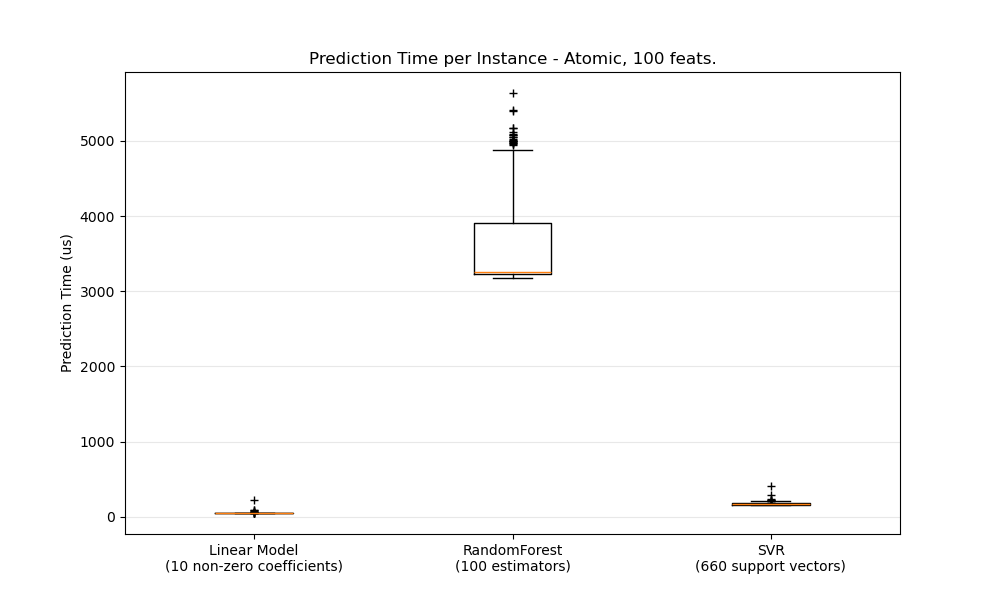 Prediction Time per Instance - Atomic, 100 feats.
Prediction Time (us)
5000
4000
3000
2000
1000
0
Linear Model
(10 non-zero coefficients)
RandomForest
(100 estimators)
SVR
(660 support vectors)